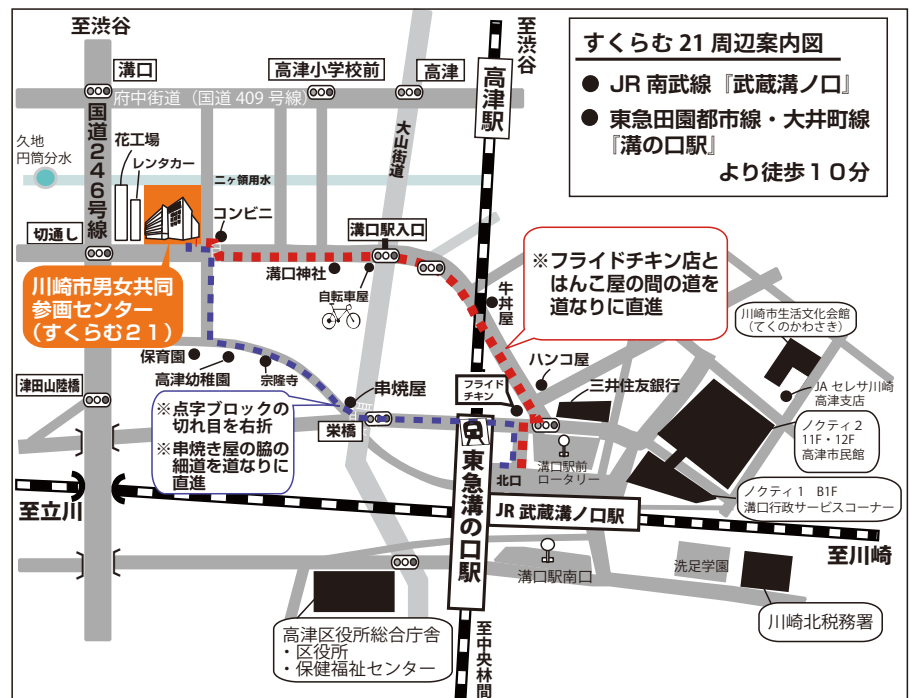 至渋谷
至渋谷
すくらむ21周辺案内図
● JR 南武線『武蔵溝ノ口』
● 東急田園都市線・大井町線
『溝の口駅』
より徒歩10分
溝口
高津小学校前
高津
府中街道（国道 409 号線）
高津駅
国道246号線
大山街道
久地
円筒分水
花工場
レンタカー
二ヶ領用水
コンビニ
切通し
溝口駅入口
溝口神社
自転車屋
川崎市男女共同
参画センター
（すくらむ21）
※フライドチキン店と
はんこ屋の間の道を
道なりに直進
牛丼屋
川崎市生活文化会館
（てくのかわさき）
ハンコ屋
三井住友銀行
保育園
高津幼稚園
宗隆寺
津田山陸橋
串焼屋
フライド
チキン
JA セレサ川崎
高津支店
※点字ブロックの
切れ目を右折
※串焼き屋の脇の
細道を道なりに
直進
栄橋
ノクティ2
11F・12F
高津市民館
溝口駅前
ロータリー
北口
ノクティ1 B1F
溝口行政サービスコーナー
至立川
東急溝の口駅
JR 武蔵溝ノ口駅
至川崎
溝口駅南口
洗足学園
川崎北税務署
高津区役所総合庁舎
・区役所
・保健福祉センター
至中央林間